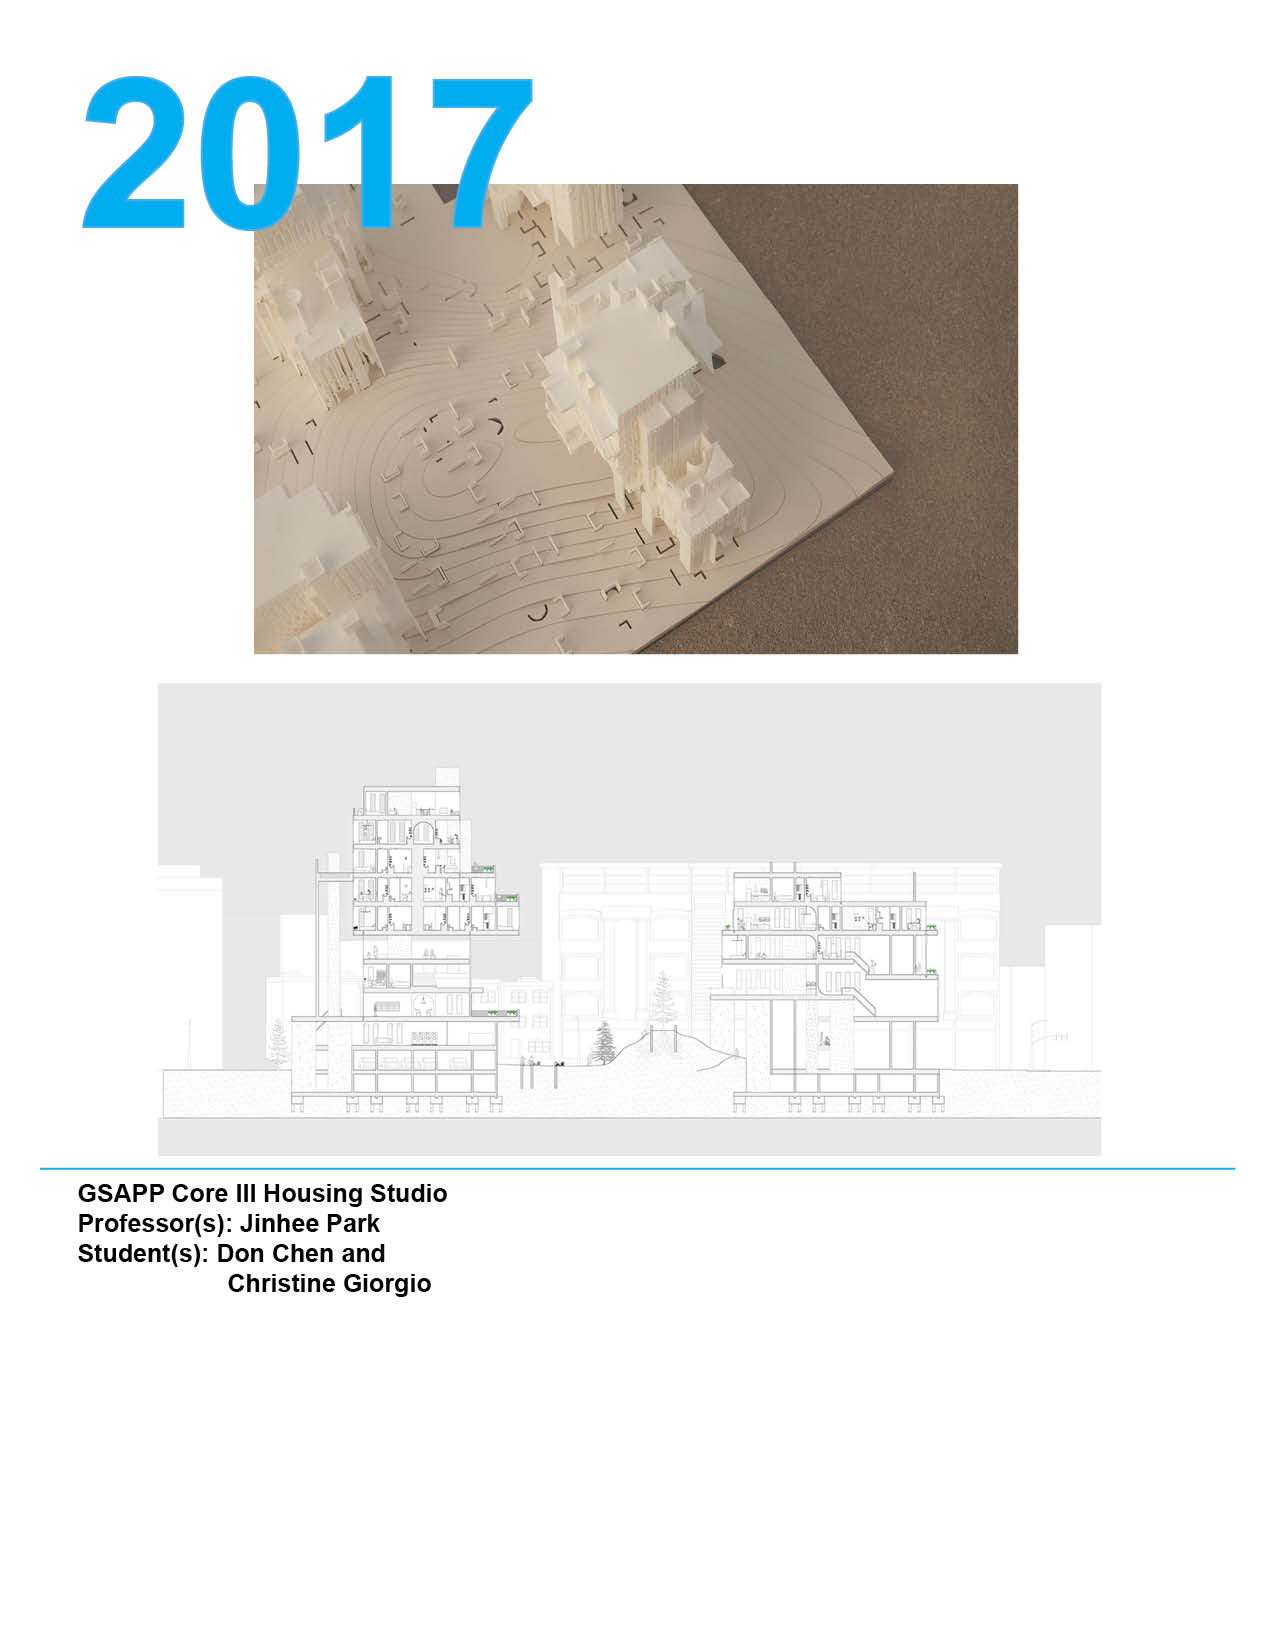 2017
GSAPP Core III Housing Studio
Professor(s): Jinhee Park
Student(s): Don Chen and
Christine Giorgio